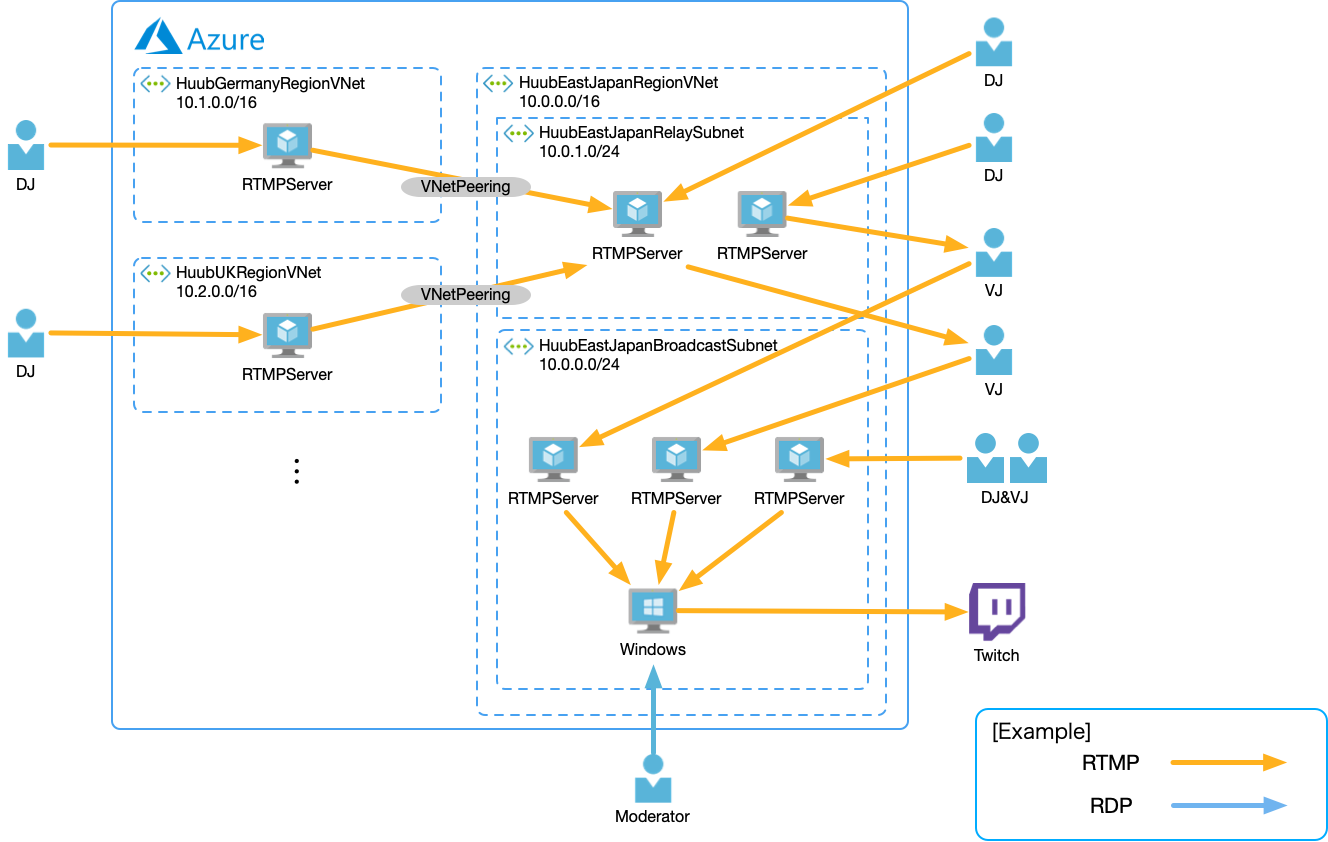 Azure
HuubGermanyRegionVNet
10.1.0.0/16
RTMPServer
DJ
HuubUKRegionVNet
10.2.0.0/16
RTMPServer
DJ
VNetPeering
VNetPeering
HuubEastJapanRegionVNet
10.0.0.0/16
HuubEastJapanRelaySubnet
10.0.1.0/24
RTMPServer
RTMPServer
HuubEastJapanBroadcastSubnet
10.0.0.0/24
RTMPServer
RTMPServer
RTMPServer
Windows
Moderator
DJ
DJ
VJ
VJ
DJ&VJ
Twitch
[Example]
RTMP
RDP